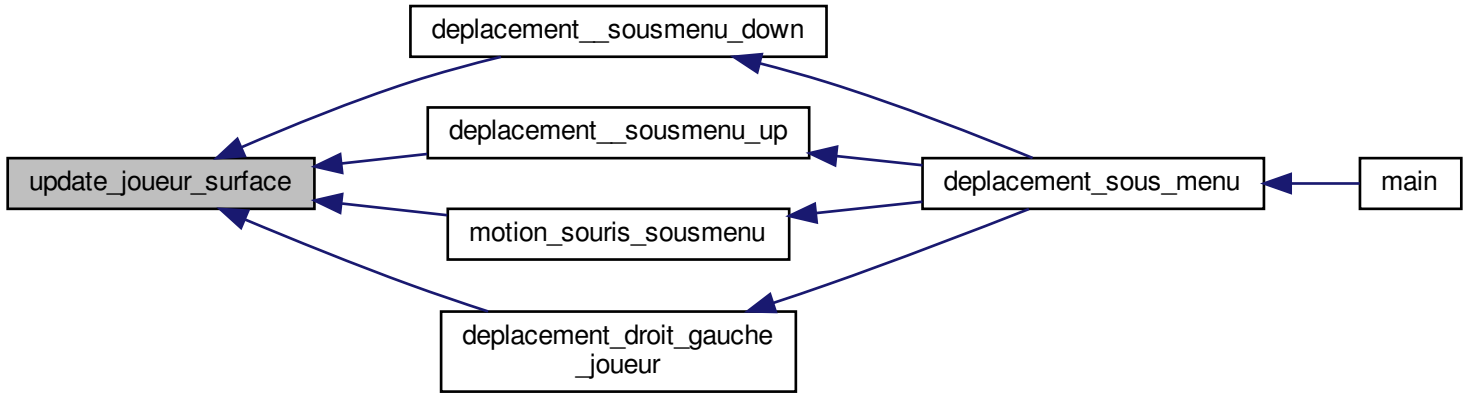 deplacement__sousmenu_down
deplacement__sousmenu_up
update_joueur_surface
deplacement_sous_menu
main
motion_souris_sousmenu
deplacement_droit_gauche
_joueur